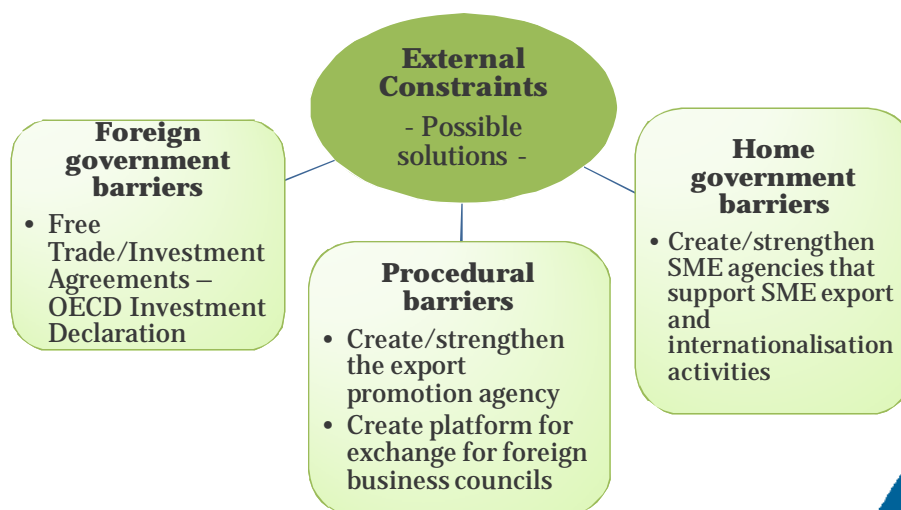 External
Constraints
- Possible
solutions -
Foreign
government
barriers
• Free
Trade/Investment
Agreements –
OECD Investment
Declaration
Procedural
barriers
• Create/strengthen
the export
promotion agency
• Create platform for
exchange for foreign
business councils
Home
government
barriers
• Create/strengthen
SME agencies that
support SME export
and
internationalisation
activities